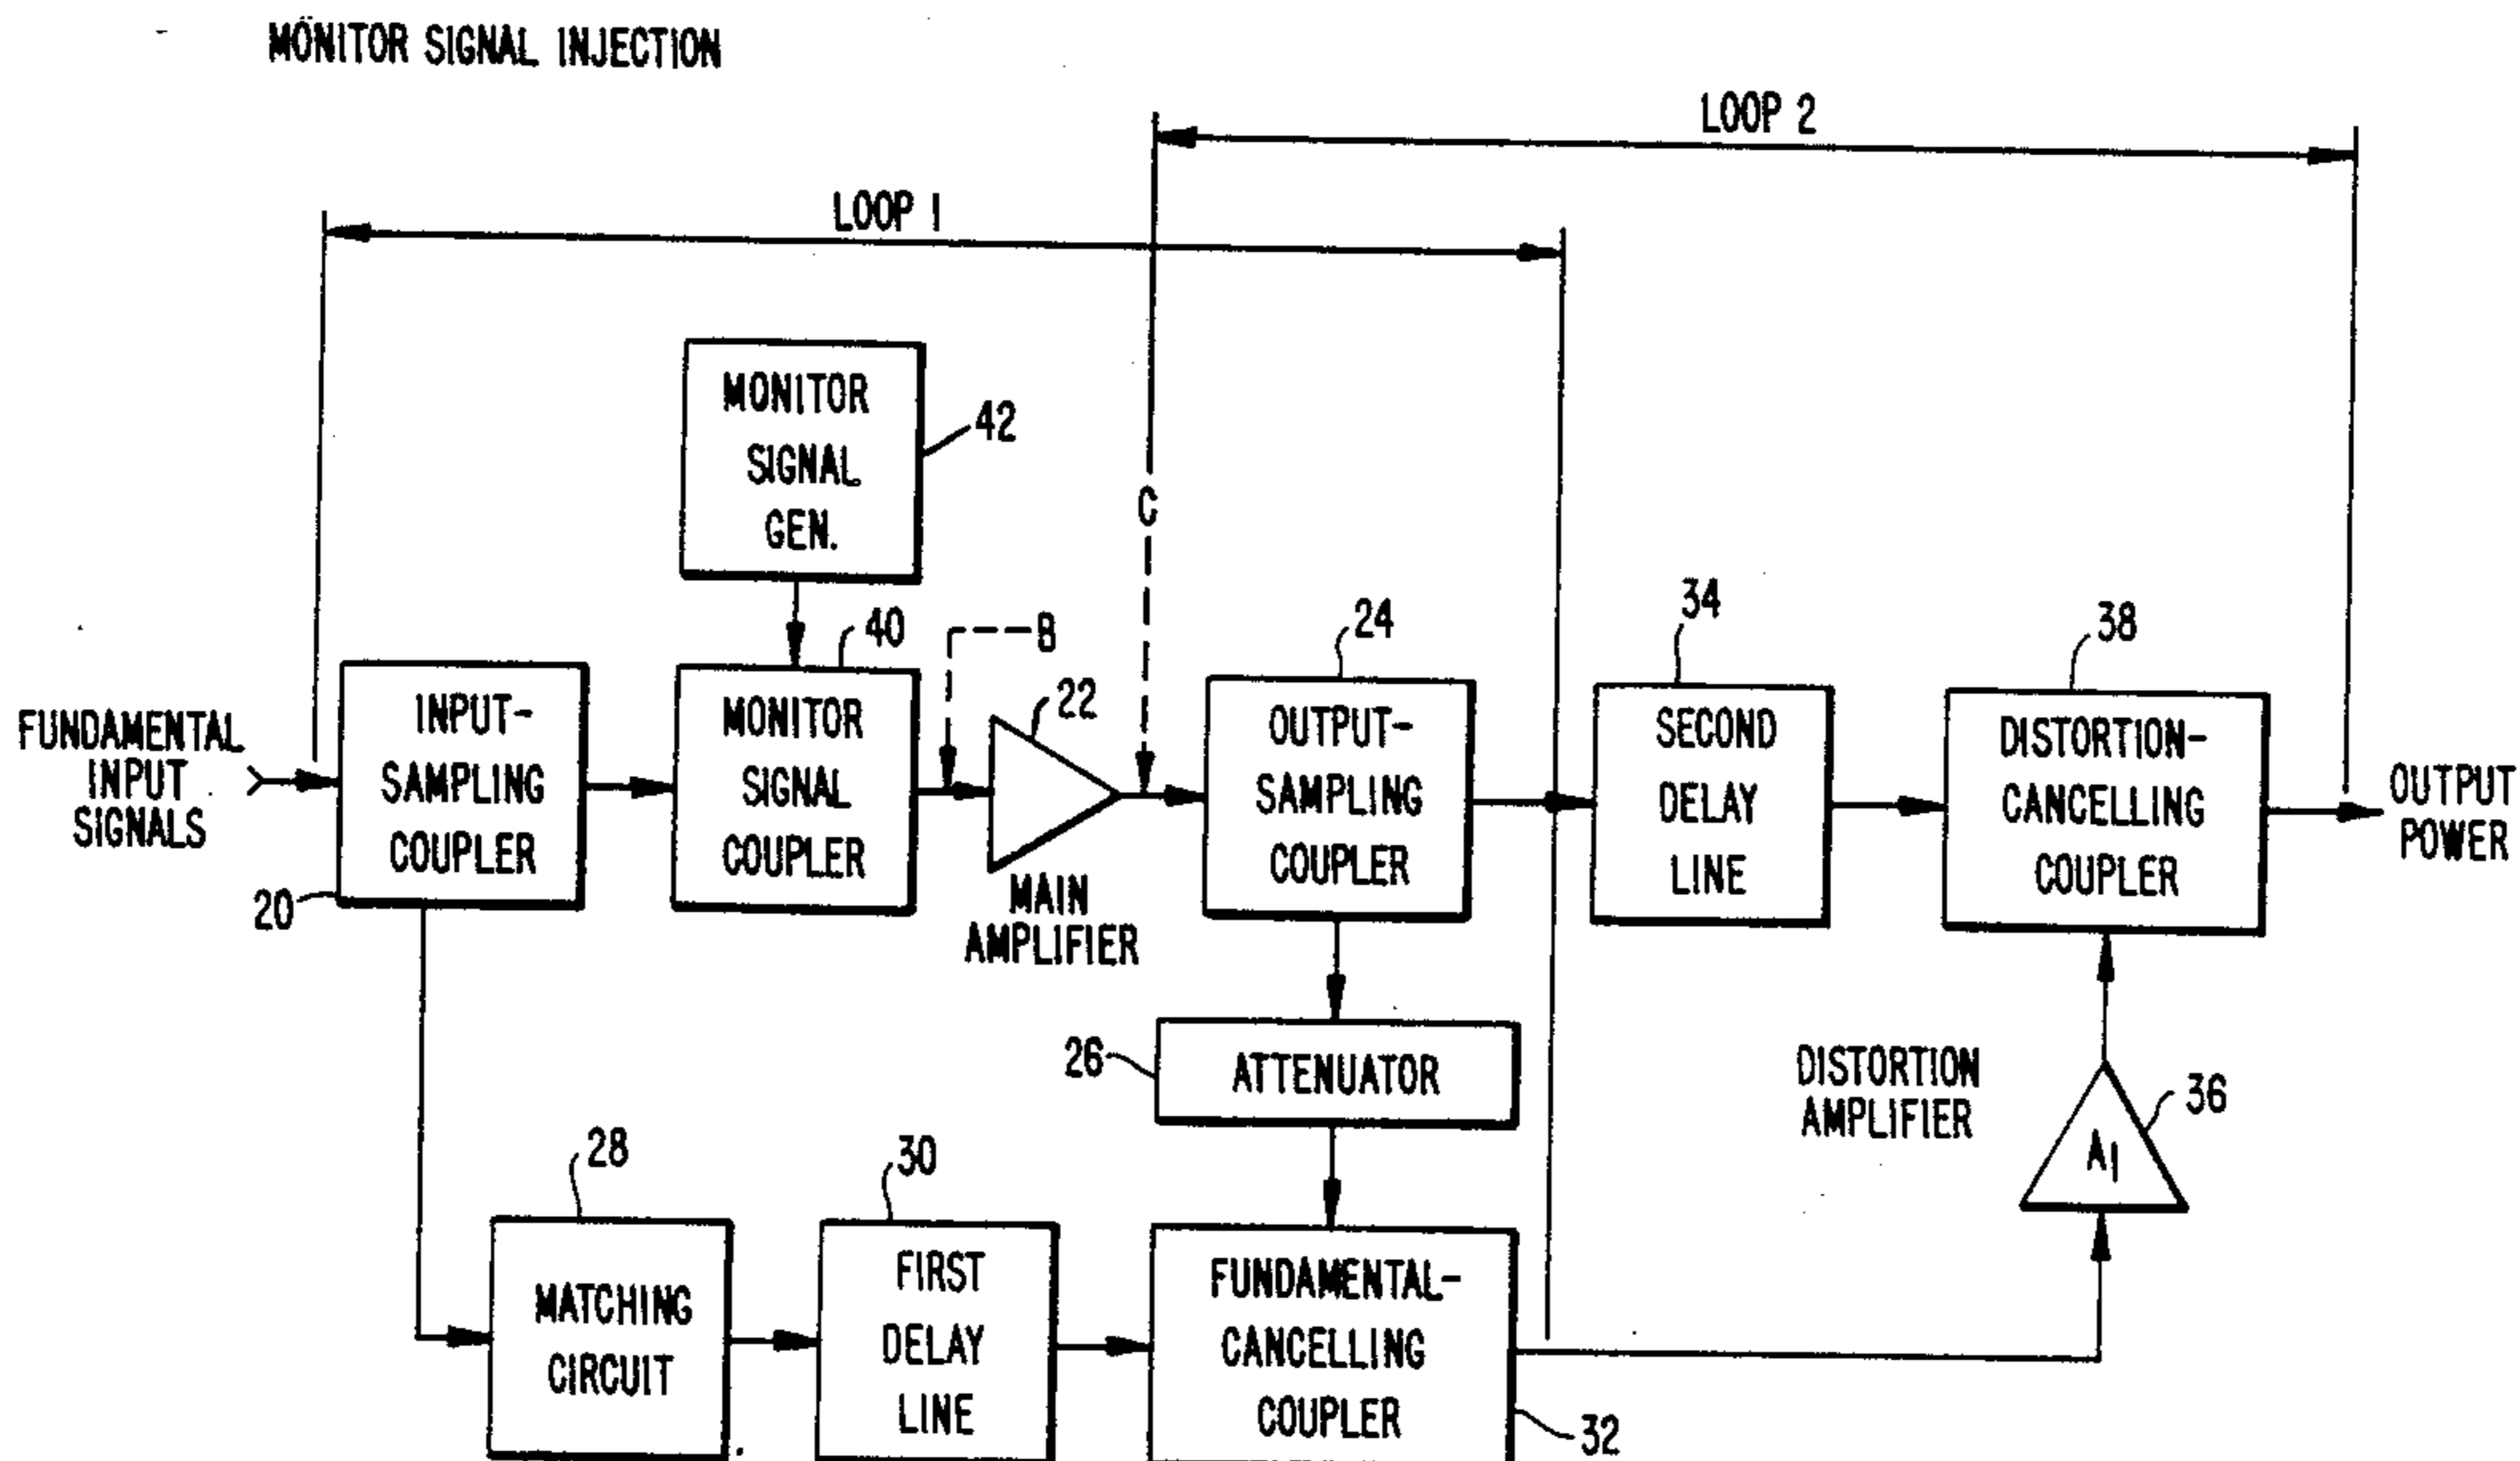 MONITOR SIGNAL INJECTION
LOOP 2
LOOP 1
MONITOR
SIGNAL
GEN.
42
C
40
B
22
24
34
38
FUNDAMENTAL
INPUT
SIGNALS
INPUT-
SAMPLING
COUPLER
20
MONITOR
SIGNAL
COUPLER
MAIN
AMPLIFIER
OUTPUT-
SAMPLING
COUPLER
SECOND
DELAY
LINE
DISTORTION-
CANCELLING
COUPLER
OUTPUT
POWER
26
ATTENUATOR
DISTORTION
AMPLIFIER
A1
36
28
30
MATCHING
CIRCUIT
FIRST
DELAY
LINE
FUNDAMENTAL-
CANCELLING
COUPLER
32